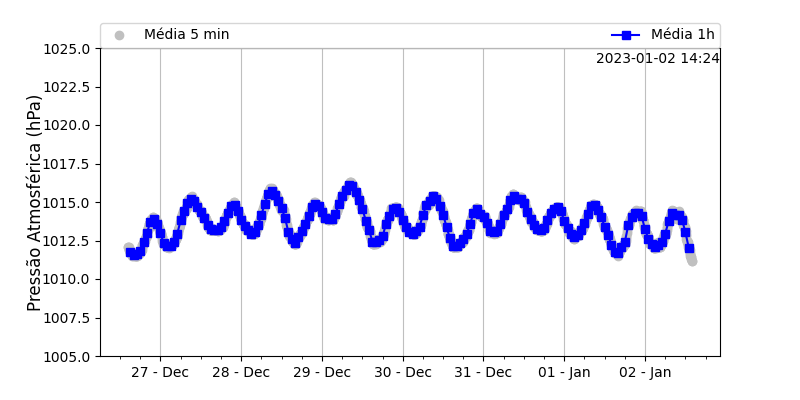 Média 5 min
Média 1h
2023-01-02 14:24
Pressão Atmosférica (hPa)
1025.0
1022.5
1020.0
1017.5
1015.0
1012.5
1010.0
1007.5
1005.0
27 - Dec
28 - Dec
29 - Dec
30 - Dec
31 - Dec
01 - Jan
02 - Jan